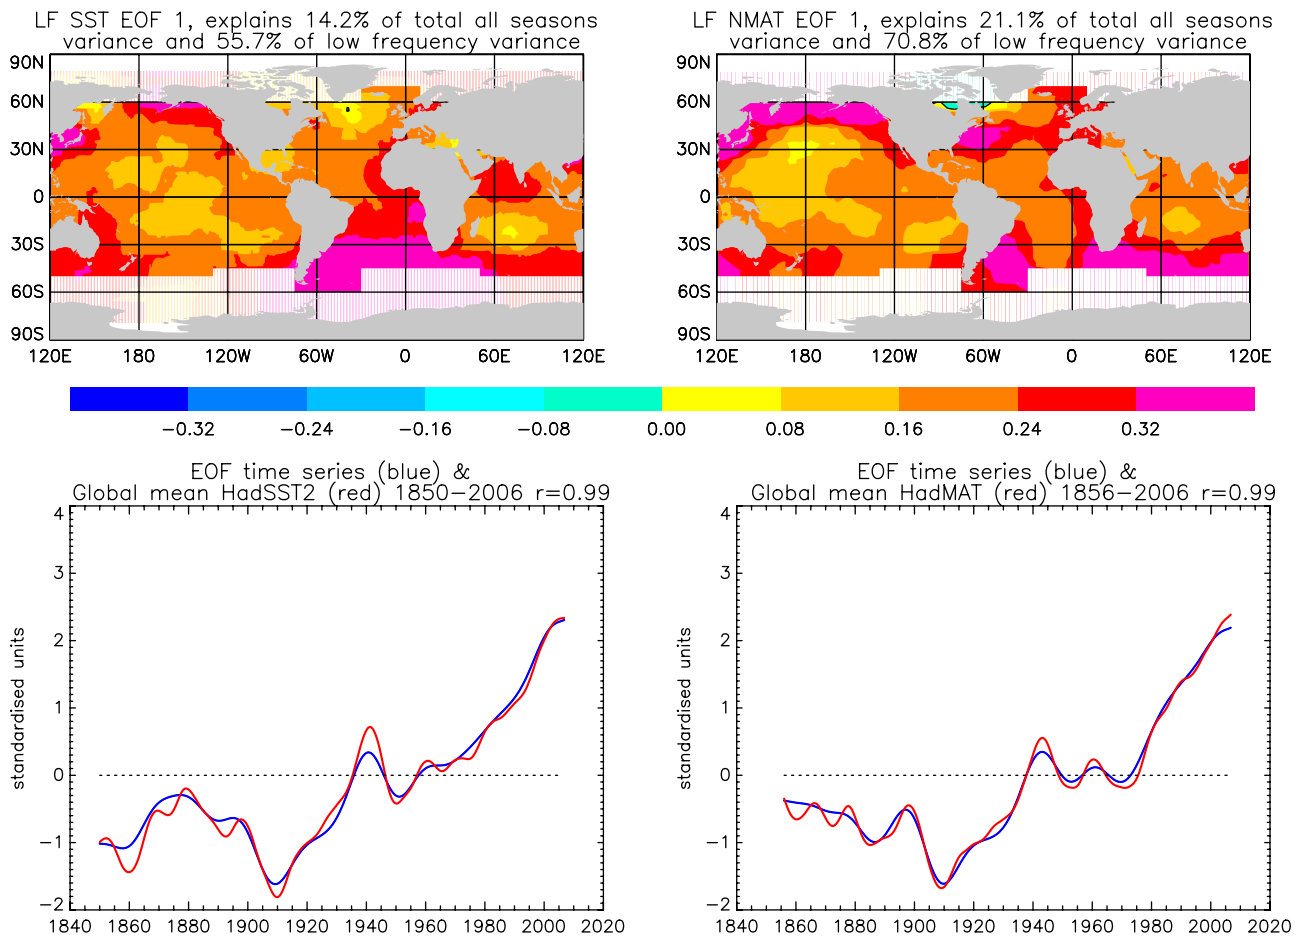 LF SST EOF 1, explains 14.2% of total all seasons
variance and 55.7% of low frequency variance
90N
60N
30N
0
30S
60S
90S
120E 180 120W 60W 0 60E 120E
LF NMAT EOF 1, explains 21.1% of total all seasons
variance and 70.8% of low frequency variance
90N
60N
30N
0
30S
60S
90S
120E 180 120W 60W 0 60E 120E
−0.32 −0.24 −0.16 −0.08 0.00 0.08 0.16 0.24 0.32
EOF time series (blue) &
Global mean HadSST2 (red) 1850−2006 r=0.99
standardised units
4
3
2
1
0
−1
−2
1840 1860 1880 1900 1920 1940 1960 1980 2000 2020
EOF time series (blue) &
Global mean HadMAT (red) 1856−2006 r=0.99
standardised units
4
3
2
1
0
−1
−2
1840 1860 1880 1900 1920 1940 1960 1980 2000 2020